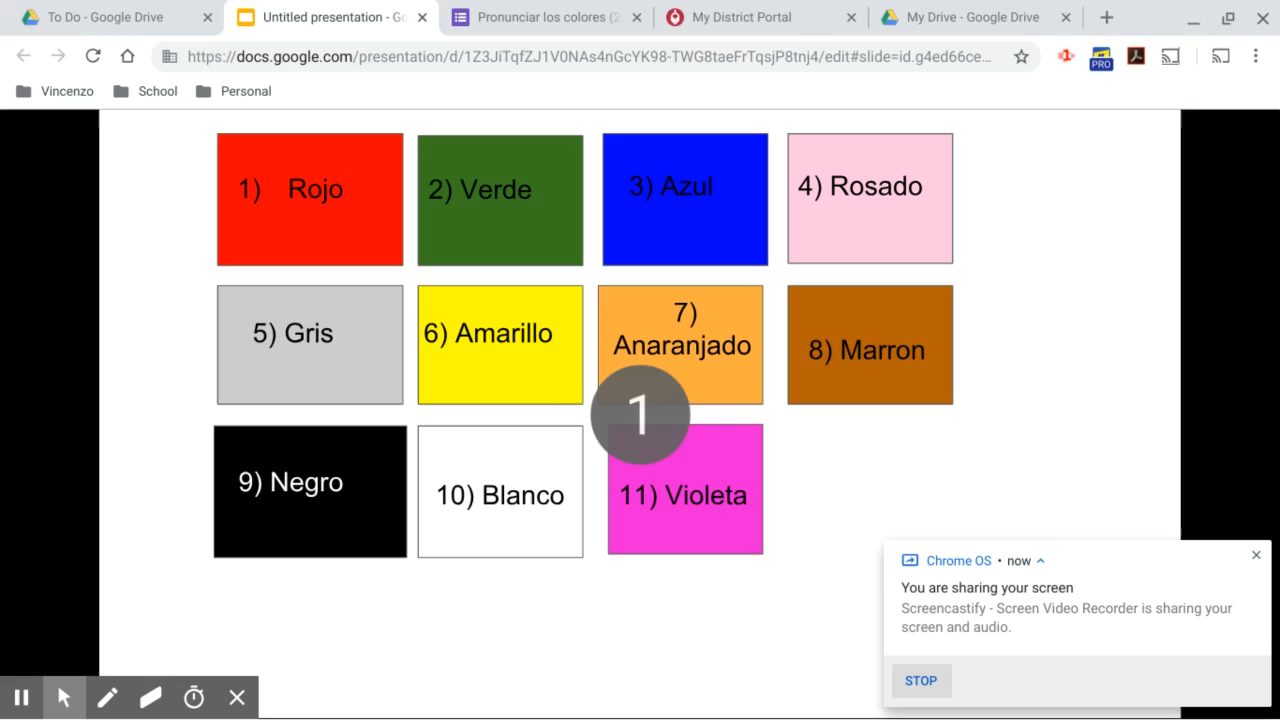 To Do - Google Drive
Untitled presentation - Go
Pronunciar los colores (2
My District Portal
My Drive - Google Drive
https://docs.google.com/presentation/d/1Z3JiTqfZJ1V0NAs4nGcYK98-TWG8taeFrTqsjP8tnj4/edit#slide=id.g4ed66ce...
1
PRO
Vincenzo
School
Personal
1) Rojo
2) Verde
3) Azul
4) Rosado
5) Gris
6) Amarillo
7)
Anaranjado
8) Marron
1
9) Negro
10) Blanco
11) Violeta
Chrome OS • now
You are sharing your screen
Screencastify - Screen Video Recorder is sharing your
screen and audio.
STOP